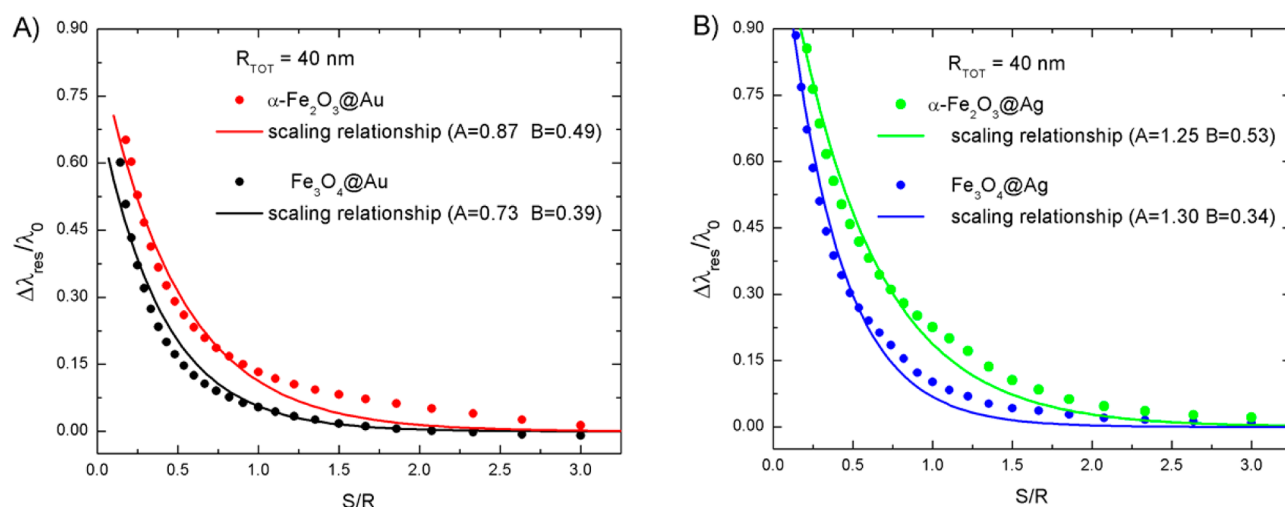 A)
0.90
0.75
0.60
0.45
0.30
0.15
0.00
Δλres/λ0
R_TOT = 40 nm
α-Fe2O3@Au
scaling relationship (A=0.87 B=0.49)
Fe3O4@Au
scaling relationship (A=0.73 B=0.39)
0.0 0.5 1.0 1.5 2.0 2.5 3.0
S/R
B)
0.90
0.75
0.60
0.45
0.30
0.15
0.00
Δλres/λ0
R_TOT = 40 nm
α-Fe2O3@Ag
scaling relationship (A=1.25 B=0.53)
Fe3O4@Ag
scaling relationship (A=1.30 B=0.34)
0.0 0.5 1.0 1.5 2.0 2.5 3.0
S/R